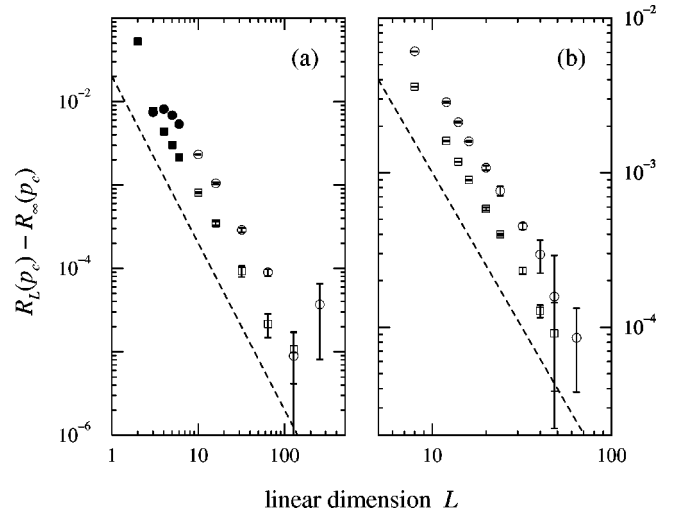 (a)
(b)
10⁻²
10⁻⁴
10⁻⁶
10⁻²
10⁻³
10⁻⁴
R_L(p_c) − R_∞(p_c)
1 10 100
10 100
linear dimension L